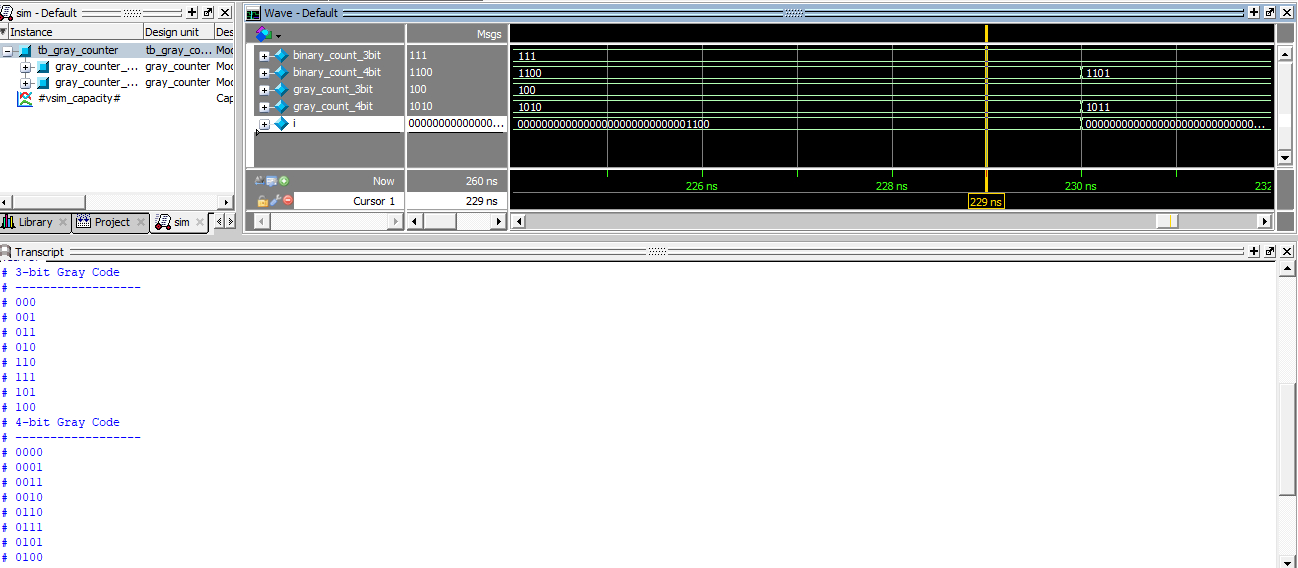 sim - Default
Instance Design unit Des
tb_gray_counter tb_gray_co... Moc
gray_counter_... gray_counter Moc
gray_counter_... gray_counter Moc
#vsim_capacity# Cap
Library Project sim
Wave - Default
Msgs
binary_count_3bit 111 111
binary_count_4bit 1100 1100 1101
gray_count_3bit 100 100
gray_count_4bit 1010 1010 1011
i 00000000000000... 00000000000000000000000000001100 0000000000000000000000000000...
Now 260 ns 226 ns 228 ns 230 ns 232
Cursor 1 229 ns 229 ns
Transcript
# 3-bit Gray Code
# ------------------
# 000
# 001
# 011
# 010
# 110
# 111
# 101
# 100
# 4-bit Gray Code
# ------------------
# 0000
# 0001
# 0011
# 0010
# 0110
# 0111
# 0101
# 0100